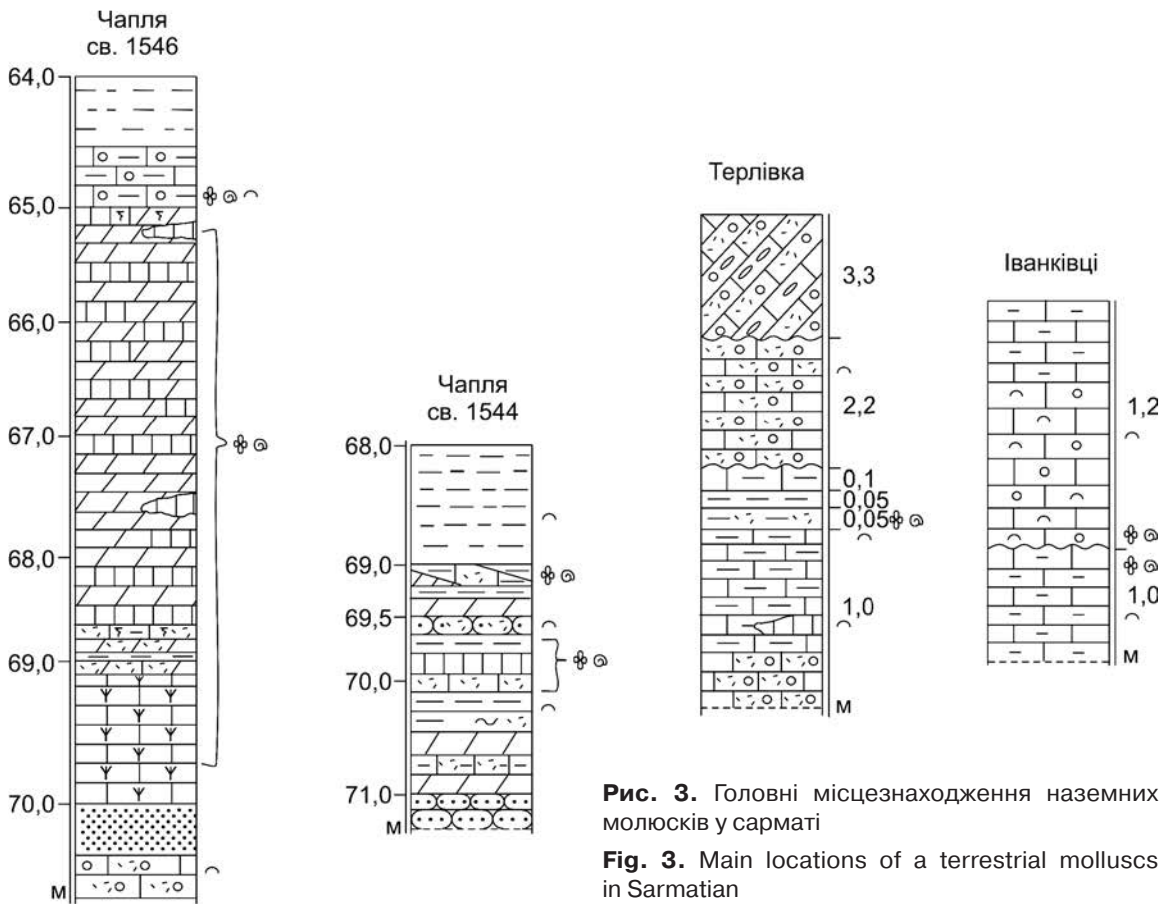 Чапля
св. 1546
64,0
65,0
66,0
67,0
68,0
69,0
70,0
м
Чапля
св. 1544
68,0
69,0
69,5
70,0
71,0
м
Терлівка
3,3
2,2
0,1
0,05
0,05
1,0
м
Іванківці
1,2
1,0
м
Рис. 3. Головні місцезнаходження наземних
молюсків у сарматі
Fig. 3. Main locations of a terrestrial molluscs
in Sarmatian